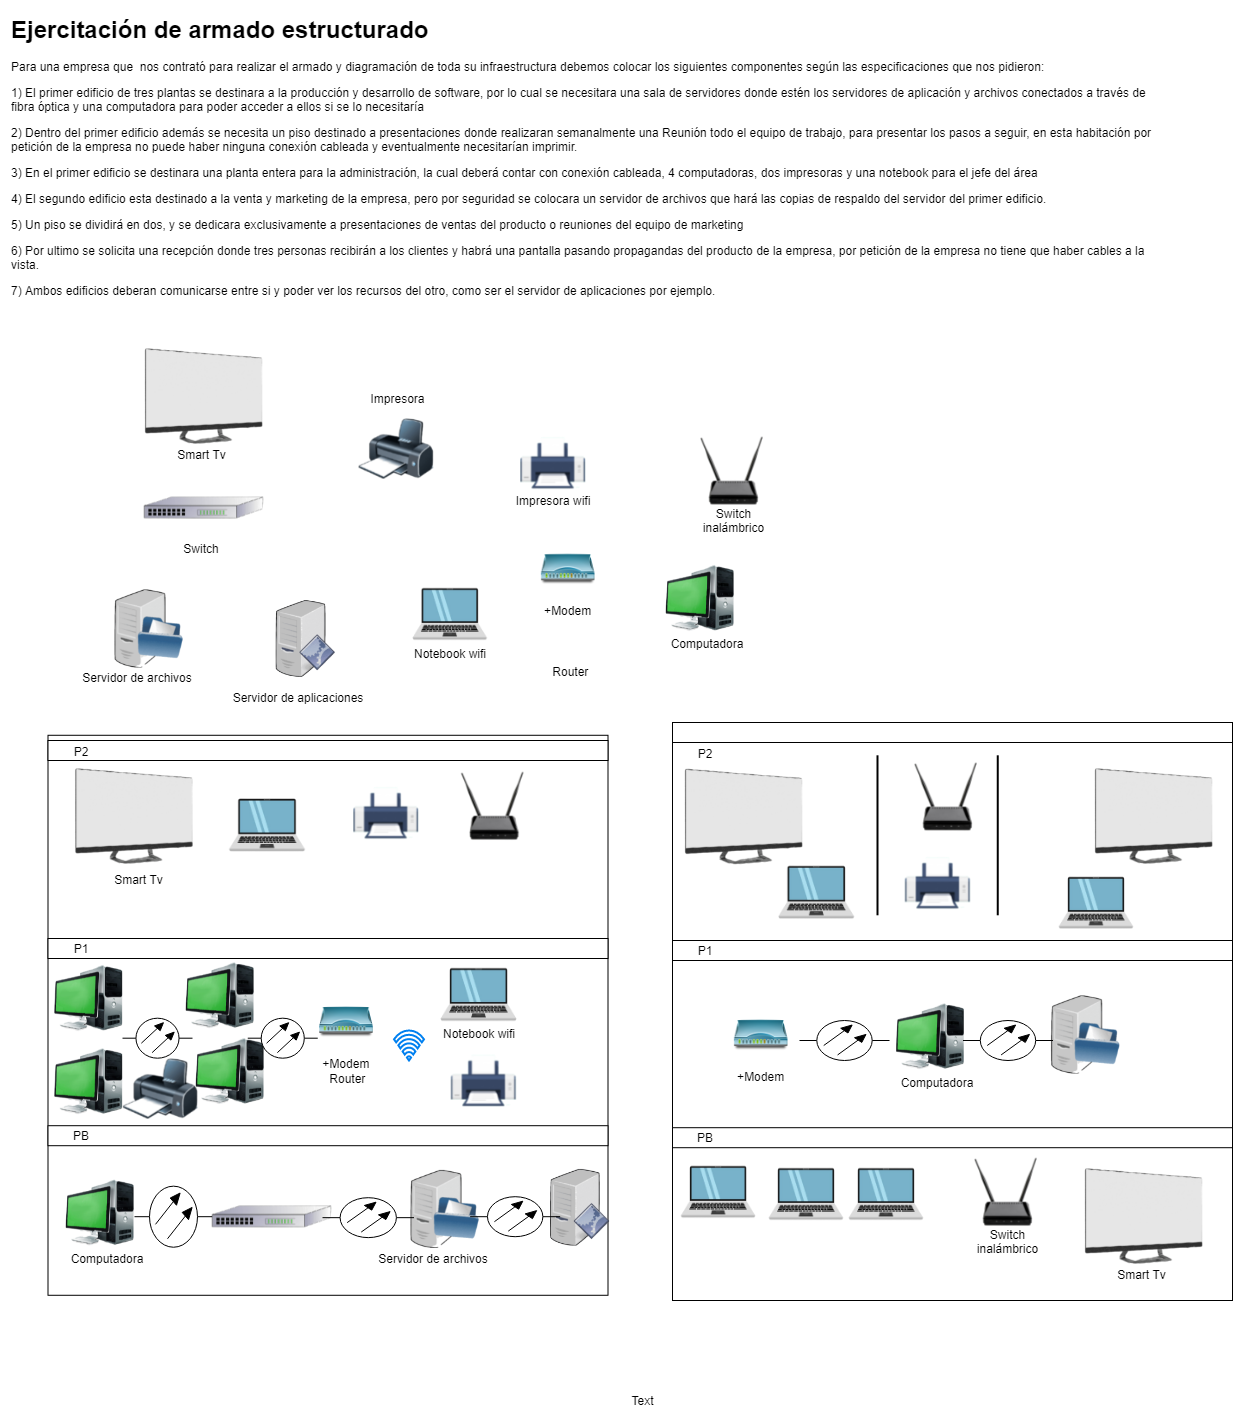 Ejercitación de armado estructurado
Para una empresa que  nos contrató para realizar el armado y diagramación de toda su infraestructura debemos colocar los siguientes componentes según las especificaciones que nos pidieron:
1) El primer edificio de tres plantas se destinara a la producción y desarrollo de software, por lo cual se necesitara una sala de servidores donde estén los servidores de aplicación y archivos conectados a través de
fibra óptica y una computadora para poder acceder a ellos si se lo necesitaría
2) Dentro del primer edificio además se necesita un piso destinado a presentaciones donde realizaran semanalmente una Reunión todo el equipo de trabajo, para presentar los pasos a seguir, en esta habitación por
petición de la empresa no puede haber ninguna conexión cableada y eventualmente necesitarían imprimir.
3) En el primer edificio se destinara una planta entera para la administración, la cual deberá contar con conexión cableada, 4 computadoras, dos impresoras y una notebook para el jefe del área
4) El segundo edificio esta destinado a la venta y marketing de la empresa, pero por seguridad se colocara un servidor de archivos que hará las copias de respaldo del servidor del primer edificio.
5) Un piso se dividirá en dos, y se dedicara exclusivamente a presentaciones de ventas del producto o reuniones del equipo de marketing
6) Por ultimo se solicita una recepción donde tres personas recibirán a los clientes y habrá una pantalla pasando propagandas del producto de la empresa, por petición de la empresa no tiene que haber cables a la
vista.
7) Ambos edificios deberan comunicarse entre si y poder ver los recursos del otro, como ser el servidor de aplicaciones por ejemplo.
Impresora
Smart Tv
Impresora wifi
Switch
inalámbrico
Switch
+Modem
Computadora
Notebook wifi
Router
Servidor de archivos
Servidor de aplicaciones
P2
Smart Tv
P1
Notebook wifi
+Modem
Router
PB
Computadora
Servidor de archivos
P2
P1
+Modem
Computadora
PB
Switch
inalámbrico
Smart Tv
Text